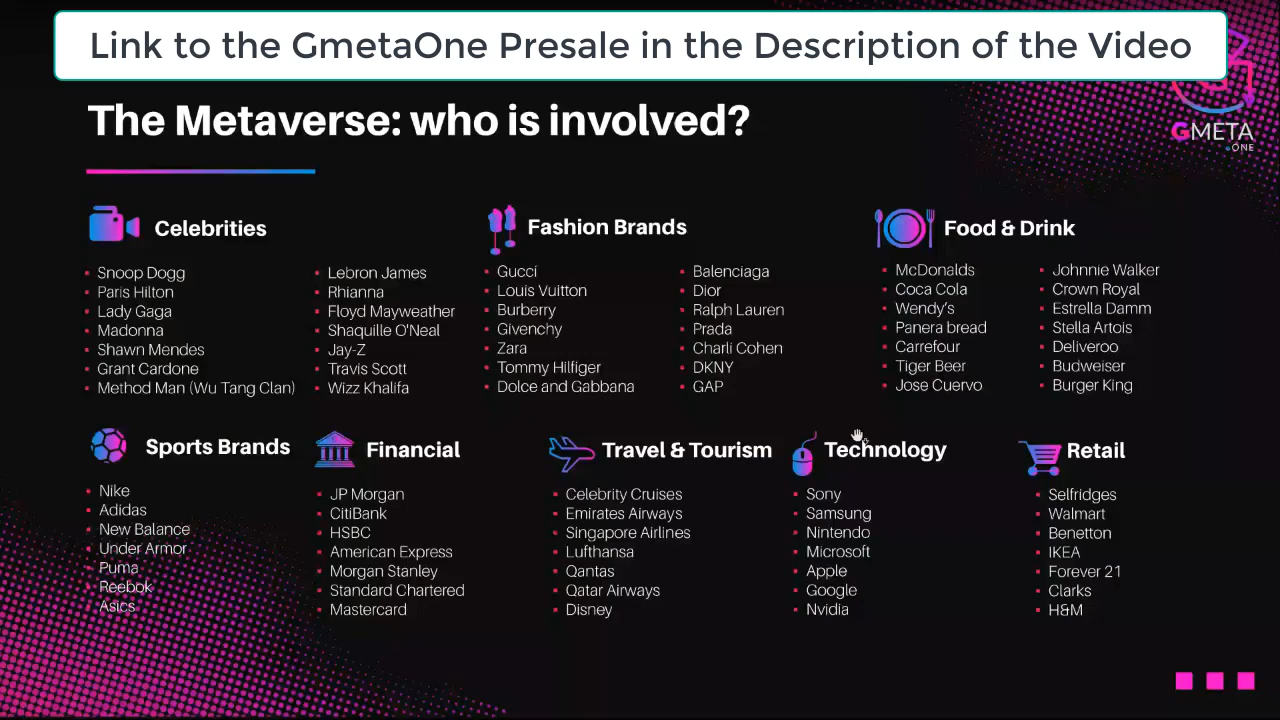 Link to the GmetaOne Presale in the Description of the Video
GMETA
.ONE
The Metaverse: who is involved?
Celebrities
Snoop Dogg
Paris Hilton
Lady Gaga
Madonna
Shawn Mendes
Grant Cardone
Method Man (Wu Tang Clan)
Lebron James
Rhianna
Floyd Mayweather
Shaquille O'Neal
Jay-Z
Travis Scott
Wizz Khalifa
Fashion Brands
Gucci
Louis Vuitton
Burberry
Givenchy
Zara
Tommy Hilfiger
Dolce and Gabbana
Balenciaga
Dior
Ralph Lauren
Prada
Charli Cohen
DKNY
GAP
Food & Drink
McDonalds
Coca Cola
Wendy's
Panera bread
Carrefour
Tiger Beer
Jose Cuervo
Johnnie Walker
Crown Royal
Estrella Damm
Stella Artois
Deliveroo
Budweiser
Burger King
Sports Brands
Nike
Adidas
New Balance
Under Armor
Puma
Reebok
Asics
Financial
JP Morgan
CitiBank
HSBC
American Express
Morgan Stanley
Standard Chartered
Mastercard
Travel & Tourism
Celebrity Cruises
Emirates Airways
Singapore Airlines
Lufthansa
Qantas
Qatar Airways
Disney
Technology
Sony
Samsung
Nintendo
Microsoft
Apple
Google
Nvidia
Retail
Selfridges
Walmart
Benetton
IKEA
Forever 21
Clarks
H&M